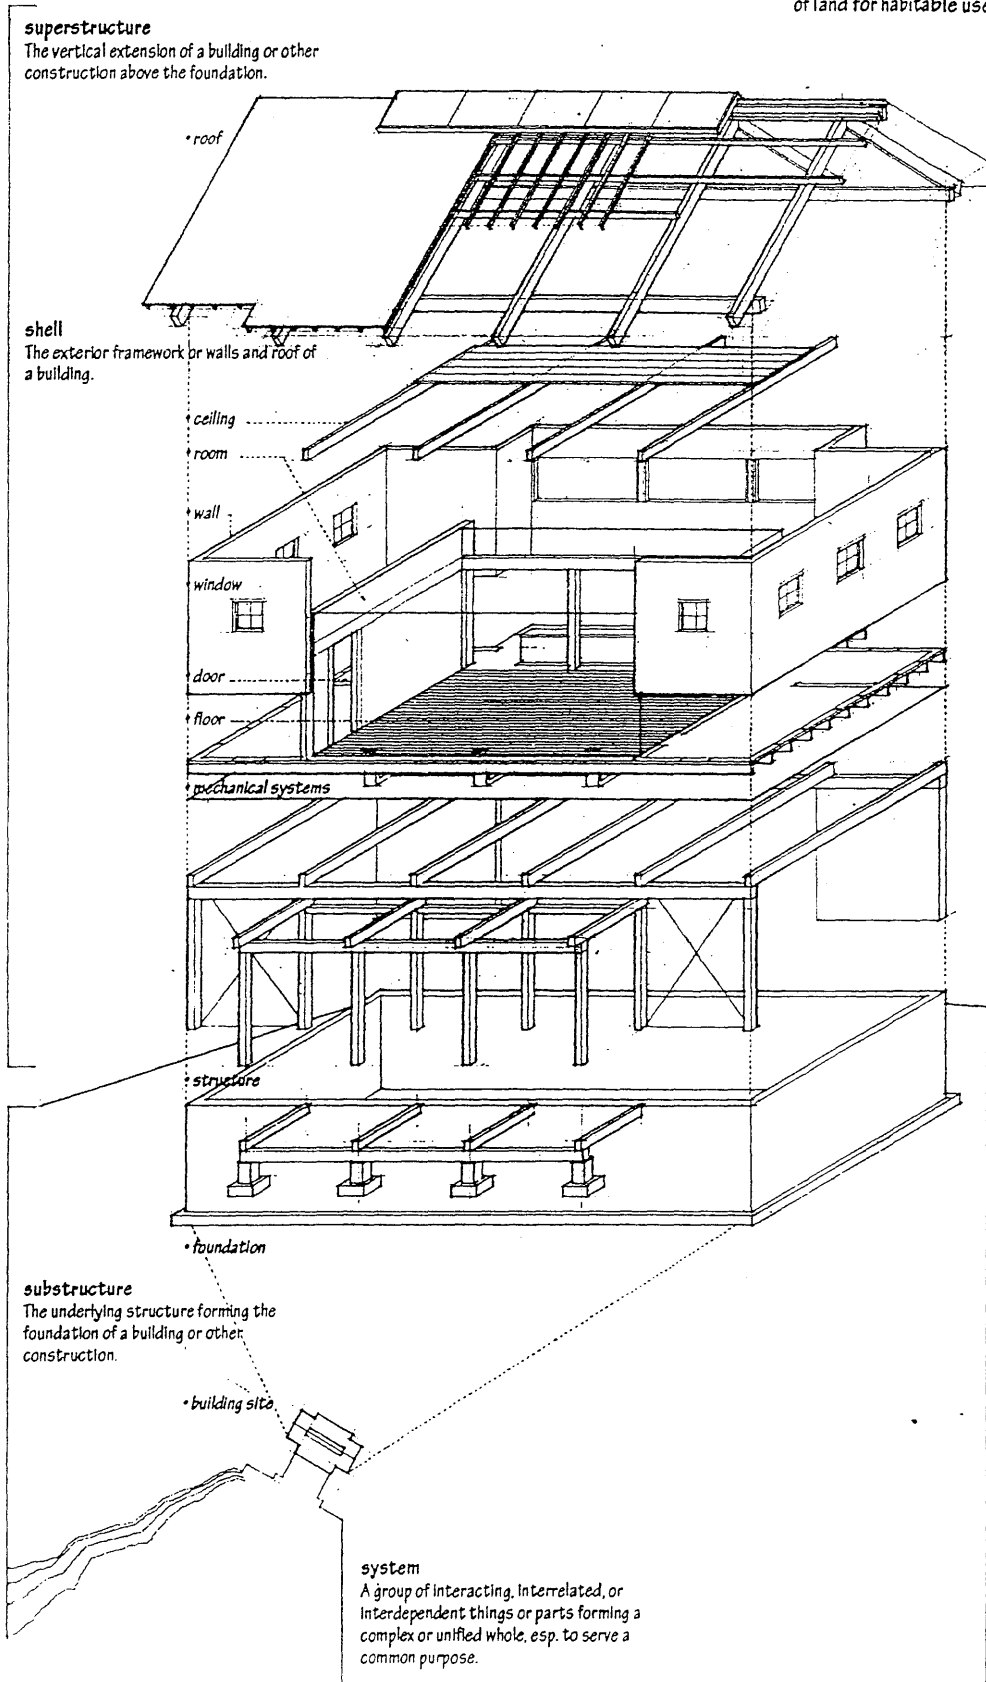 of land for habitable use
superstructure
The vertical extension of a building or other
construction above the foundation.
• roof
shell
The exterior framework or walls and roof of
a building.
• ceiling
• room
• wall
• window
• door
• floor
• mechanical systems
• structure
• foundation
substructure
The underlying structure forming the
foundation of a building or other
construction.
• building site
system
A group of interacting, interrelated, or
interdependent things or parts forming a
complex or unified whole, esp. to serve a
common purpose.